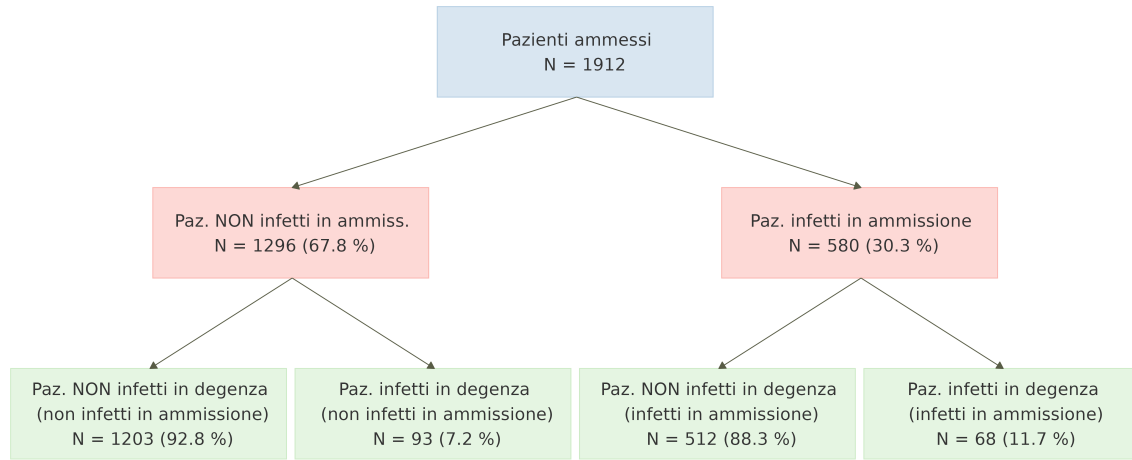 Pazienti ammessi
N = 1912
Paz. NON infetti in ammiss.
N = 1296 (67.8 %)
Paz. infetti in ammissione
N = 580 (30.3 %)
Paz. NON infetti in degenza
(non infetti in ammissione)
N = 1203 (92.8 %)
Paz. infetti in degenza
(non infetti in ammissione)
N = 93 (7.2 %)
Paz. NON infetti in degenza
(infetti in ammissione)
N = 512 (88.3 %)
Paz. infetti in degenza
(infetti in ammissione)
N = 68 (11.7 %)